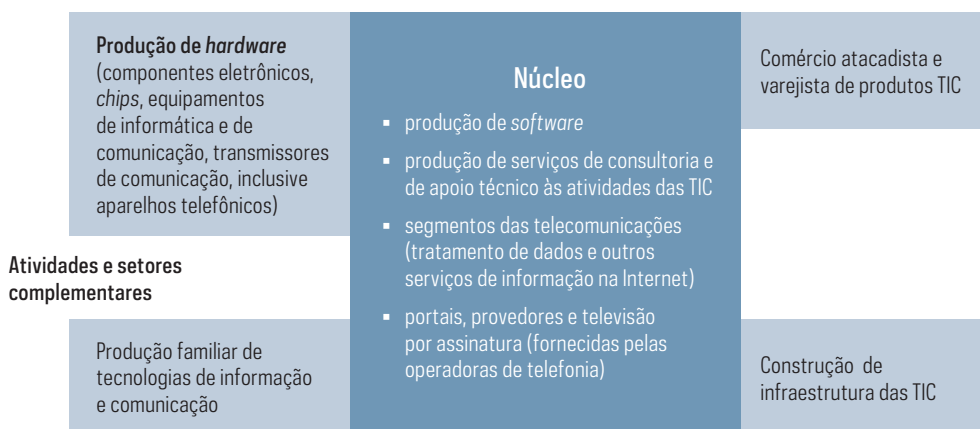 Produção de hardware
(componentes eletrônicos,
chips, equipamentos
de informática e de
comunicação, transmissores
de comunicação, inclusive
aparelhos telefônicos)
Núcleo
▪ produção de software
▪ produção de serviços de consultoria e
de apoio técnico às atividades das TIC
▪ segmentos das telecomunicações
(tratamento de dados e outros
serviços de informação na Internet)
▪ portais, provedores e televisão
por assinatura (fornecidas pelas
operadoras de telefonia)
Comércio atacadista e
varejista de produtos TIC
Atividades e setores
complementares
Produção familiar de
tecnologias de informação
e comunicação
Construção de
infraestrutura das TIC